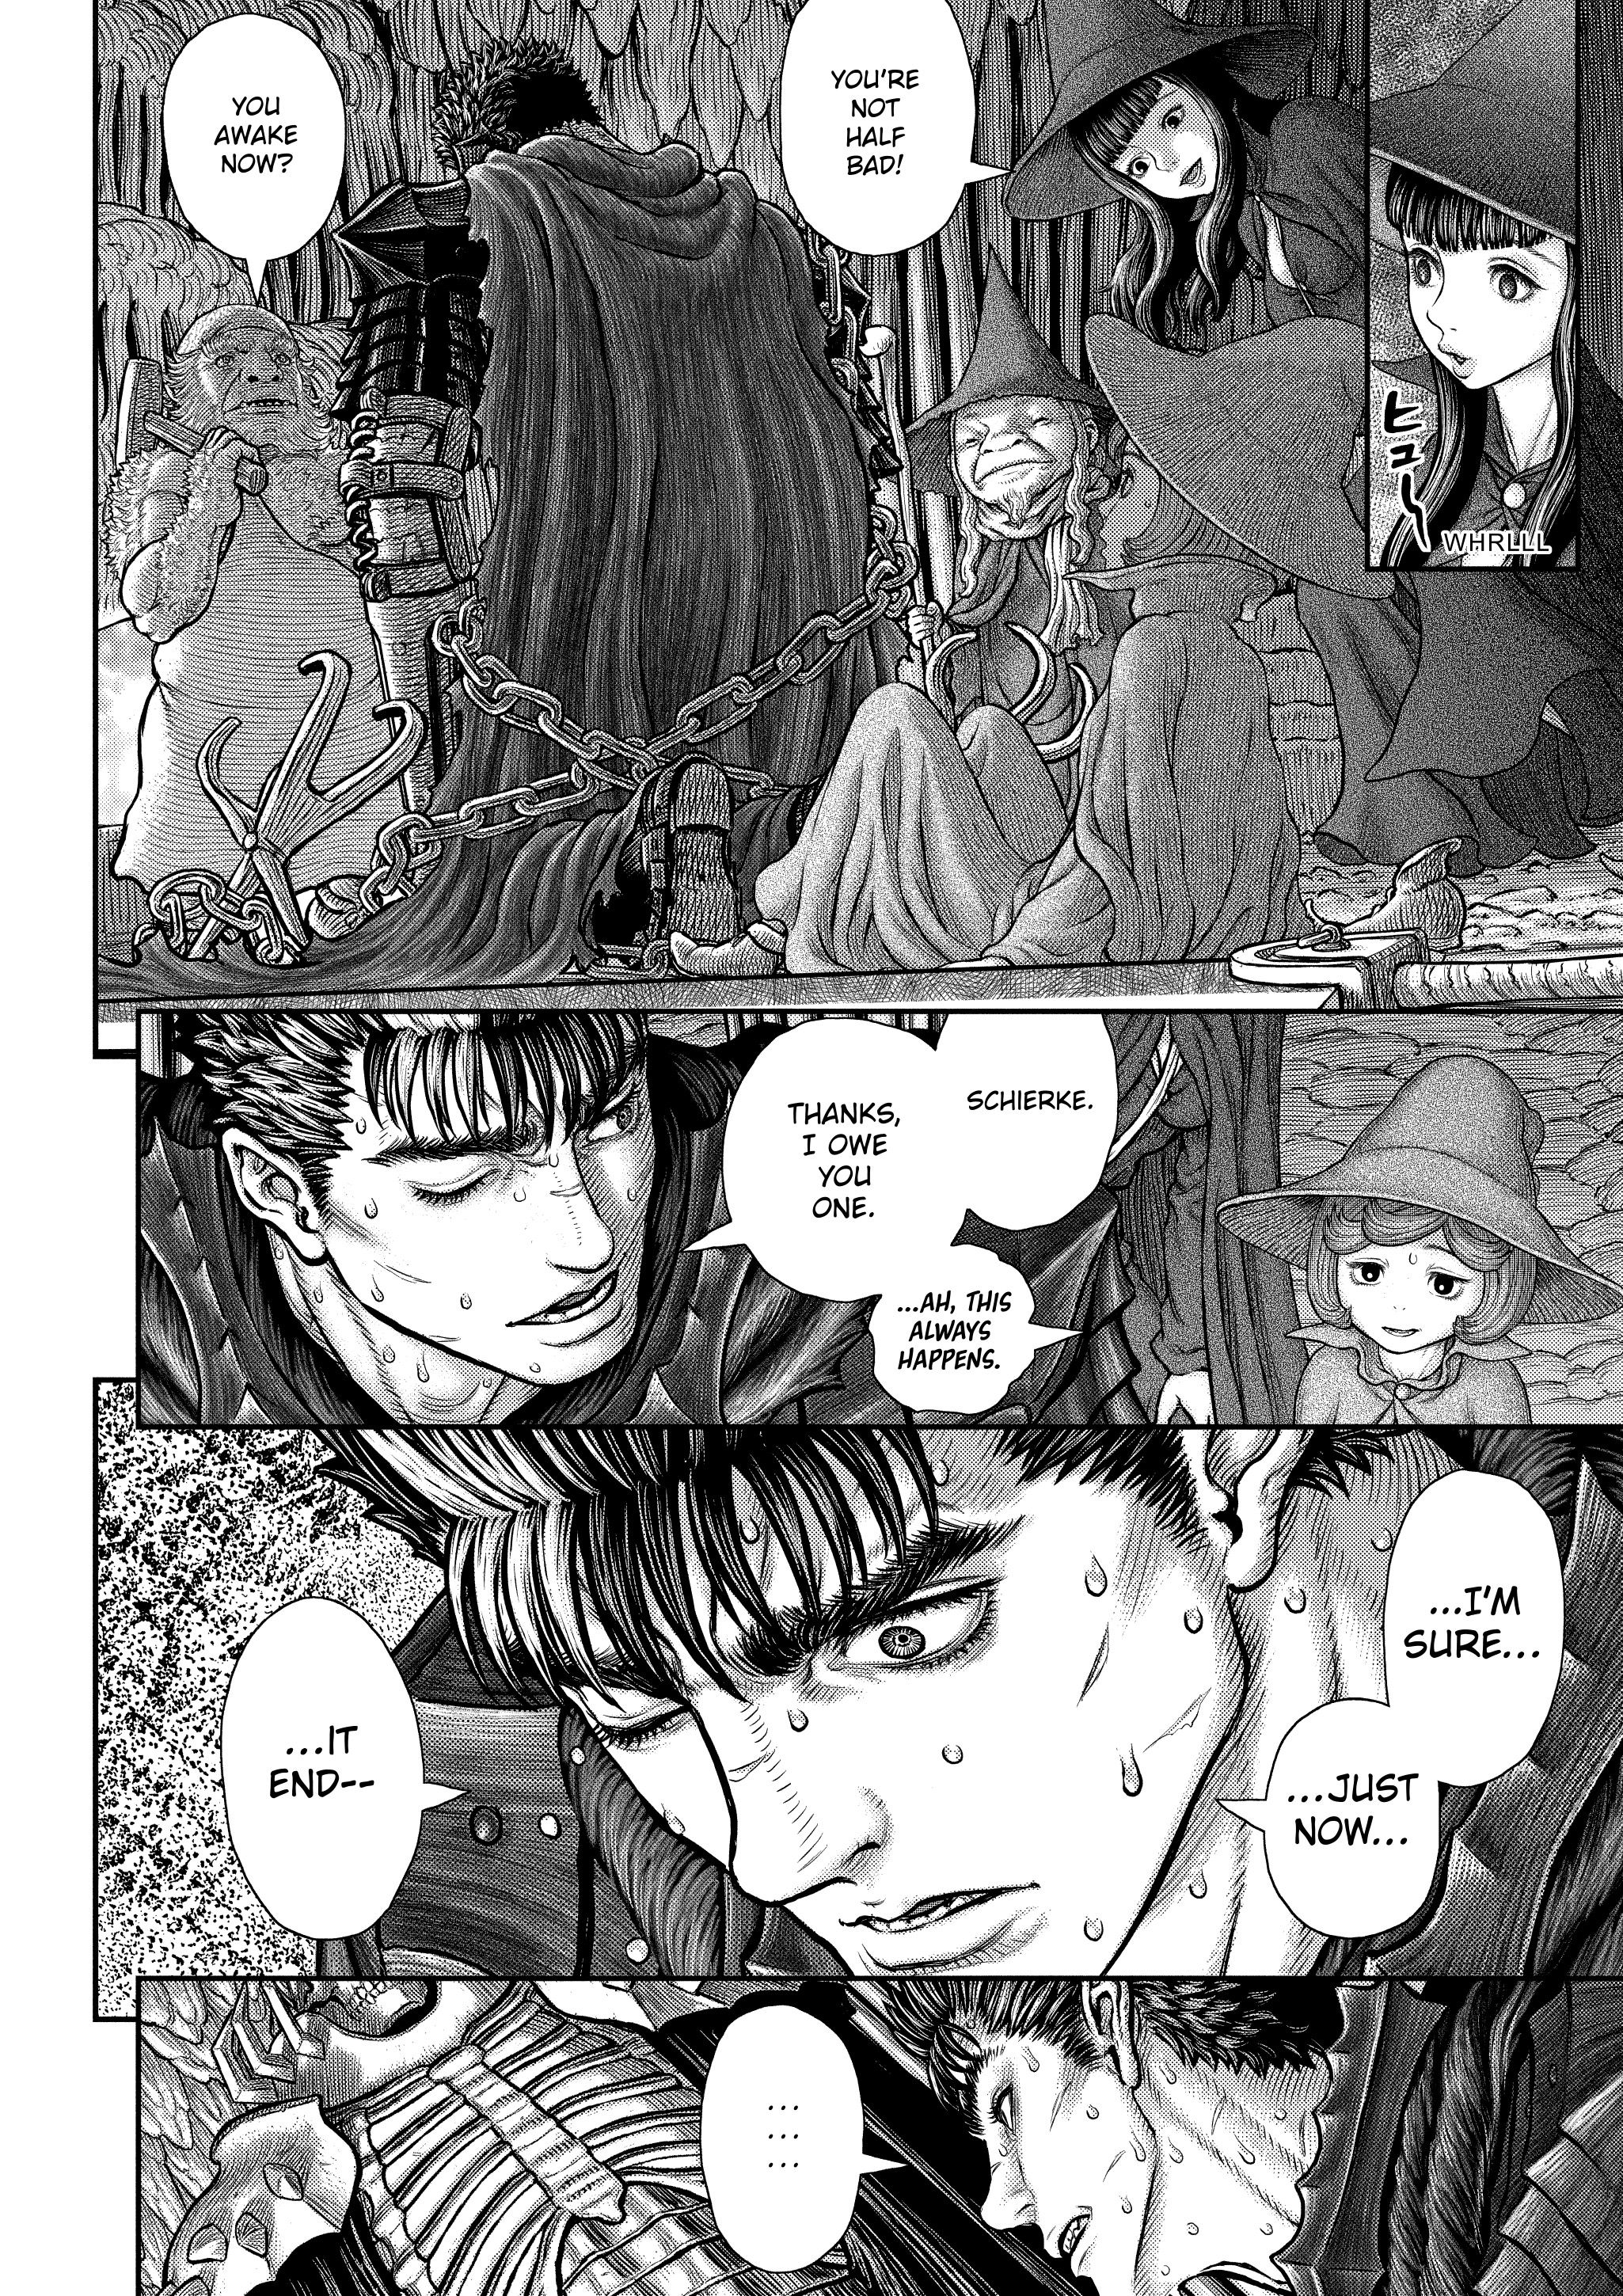 ヒュ〜
WHRLLL
YOU'RE
NOT
HALF
BAD!
YOU
AWAKE
NOW?
SCHIERKE.
THANKS,
I OWE
YOU
ONE.
...AH, THIS
ALWAYS
HAPPENS.
...I'M
SURE...
...JUST
NOW...
...IT
END--
...
...
...